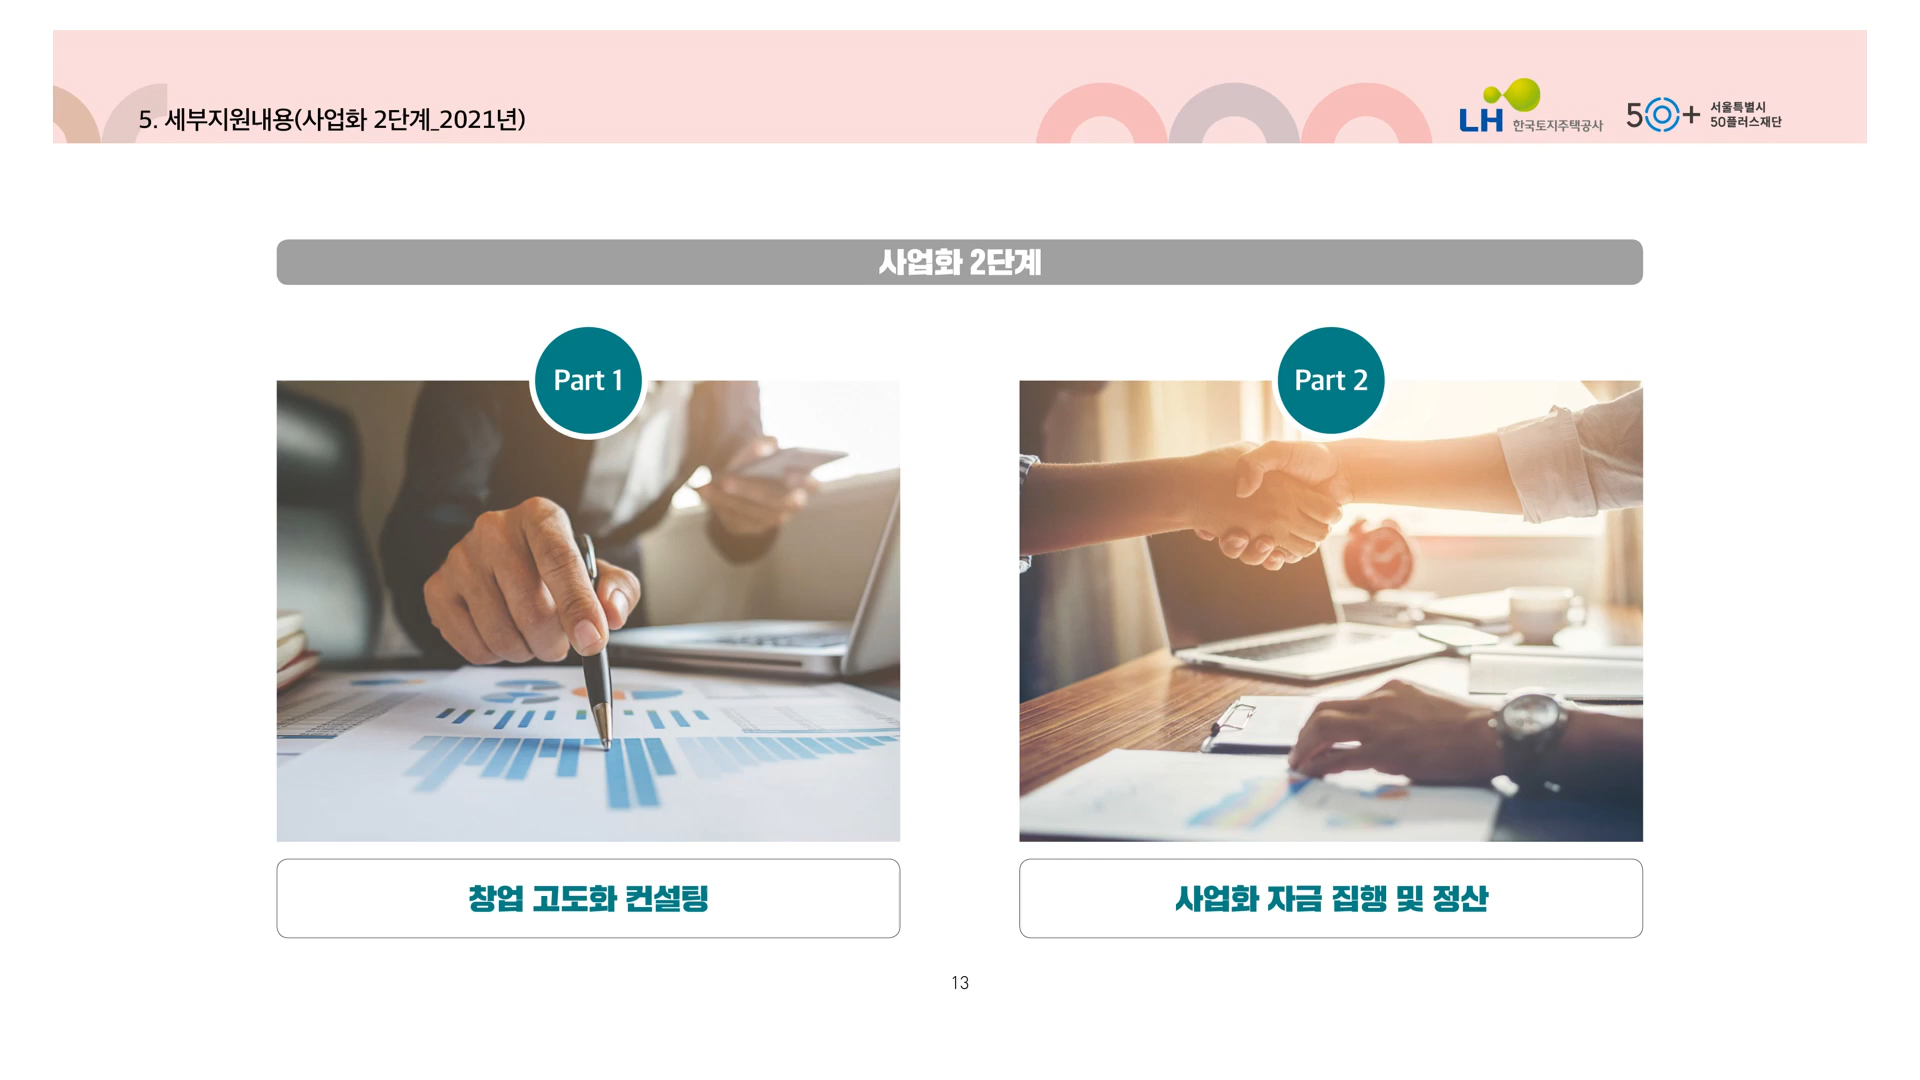 5. 세부지원내용(사업화 2단계_2021년)
LH 한국토지주택공사
50+ 서울특별시
50플러스재단
사업화 2단계
Part 1
Part 2
창업 고도화 컨설팅
사업화 자금 집행 및 정산
13